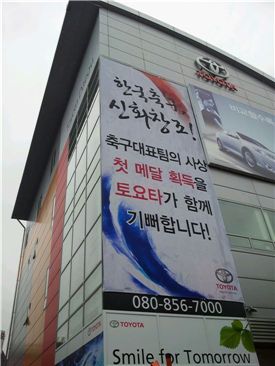 TOYOTA
한국축구의
신화창조!
축구대표팀의 사상
첫 메달 획득을
토요타가 함께
기뻐합니다!
TOYOTA
080-856-7000
TOYOTA
Smile for Tomorrow